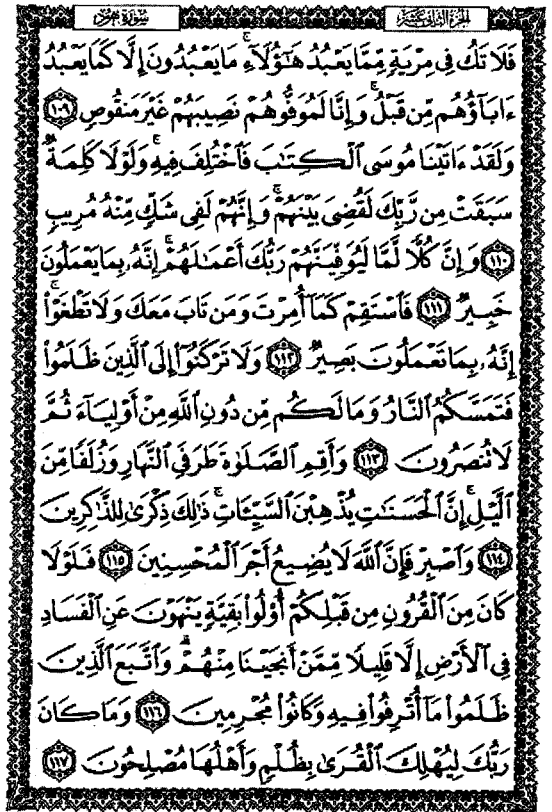 الجزء الثاني عشر
سورة هود
فَلَا تَكُ فِي مِرْيَةٍ مِّمَّا يَعْبُدُ هَٰٓؤُلَآءِ ۚ مَا يَعْبُدُونَ إِلَّا كَمَا يَعْبُدُ
ءَابَآؤُهُم مِّن قَبْلُ ۚ وَإِنَّا لَمُوَفُّوهُمْ نَصِيبَهُمْ غَيْرَ مَنقُوصٍ ١٠٩
وَلَقَدْ ءَاتَيْنَا مُوسَى ٱلْكِتَٰبَ فَٱخْتُلِفَ فِيهِ ۚ وَلَوْلَا كَلِمَةٌ
سَبَقَتْ مِن رَّبِّكَ لَقُضِيَ بَيْنَهُمْ ۚ وَإِنَّهُمْ لَفِي شَكٍّ مِّنْهُ مُرِيبٍ
١١٠ وَإِنَّ كُلًّا لَّمَّا لَيُوَفِّيَنَّهُمْ رَبُّكَ أَعْمَٰلَهُمْ ۚ إِنَّهُۥ بِمَا يَعْمَلُونَ
خَبِيرٌ ١١١ فَٱسْتَقِمْ كَمَآ أُمِرْتَ وَمَن تَابَ مَعَكَ وَلَا تَطْغَوْا۟ ۚ
إِنَّهُۥ بِمَا تَعْمَلُونَ بَصِيرٌ ١١٢ وَلَا تَرْكَنُوٓا۟ إِلَى ٱلَّذِينَ ظَلَمُوا۟
فَتَمَسَّكُمُ ٱلنَّارُ وَمَا لَكُم مِّن دُونِ ٱللَّهِ مِنْ أَوْلِيَآءَ ثُمَّ
لَا تُنصَرُونَ ١١٣ وَأَقِمِ ٱلصَّلَوٰةَ طَرَفَيِ ٱلنَّهَارِ وَزُلَفًا مِّنَ
ٱلَّيْلِ ۚ إِنَّ ٱلْحَسَنَٰتِ يُذْهِبْنَ ٱلسَّيِّـَٔاتِ ۚ ذَٰلِكَ ذِكْرَىٰ لِلذَّٰكِرِينَ
١١٤ وَٱصْبِرْ فَإِنَّ ٱللَّهَ لَا يُضِيعُ أَجْرَ ٱلْمُحْسِنِينَ ١١٥ فَلَوْلَا
كَانَ مِنَ ٱلْقُرُونِ مِن قَبْلِكُمْ أُو۟لُوا۟ بَقِيَّةٍ يَنْهَوْنَ عَنِ ٱلْفَسَادِ
فِي ٱلْأَرْضِ إِلَّا قَلِيلًا مِّمَّنْ أَنجَيْنَا مِنْهُمْ ۗ وَٱتَّبَعَ ٱلَّذِينَ
ظَلَمُوا۟ مَآ أُتْرِفُوا۟ فِيهِ وَكَانُوا۟ مُجْرِمِينَ ١١٦ وَمَا كَانَ
رَبُّكَ لِيُهْلِكَ ٱلْقُرَىٰ بِظُلْمٍ وَأَهْلُهَا مُصْلِحُونَ ١١٧